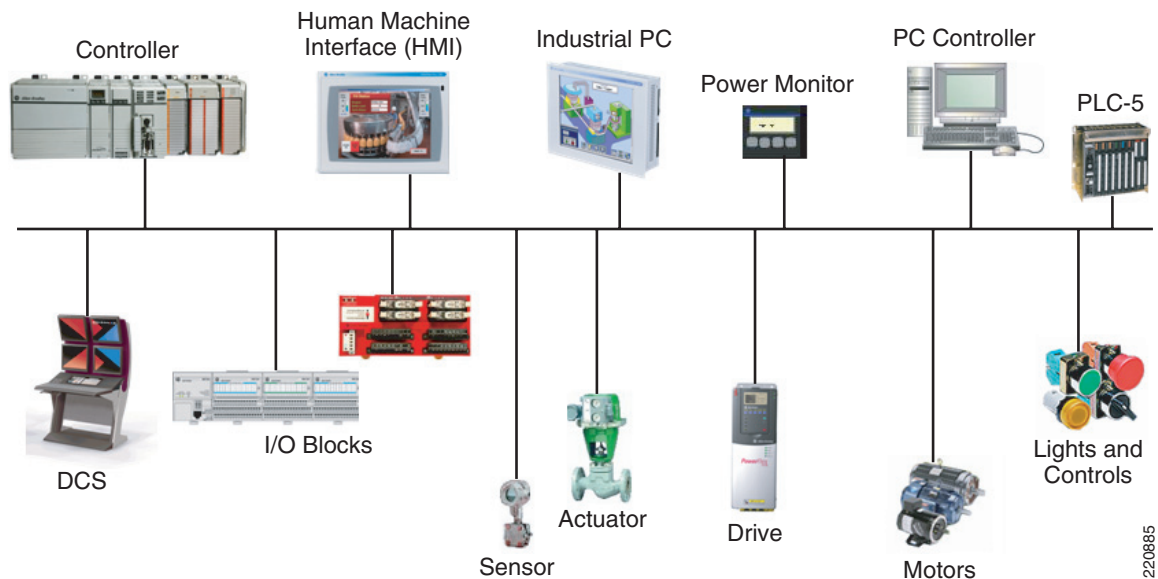 Controller
Human Machine
Interface (HMI)
Industrial PC
Power Monitor
PC Controller
PLC-5
DCS
I/O Blocks
Sensor
Actuator
PowerFlex
Drive
Motors
Lights and
Controls
220885